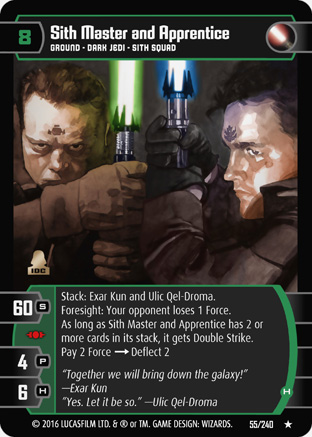 8
Sith Master and Apprentice
GROUND - DARK JEDI - SITH SQUAD
IDC
60 S
4 P
6 H
Stack: Exar Kun and Ulic Qel-Droma.
Foresight: Your opponent loses 1 Force.
As long as Sith Master and Apprentice has 2 or
more cards in its stack, it gets Double Strike.
Pay 2 Force → Deflect 2
“Together we will bring down the galaxy!”
—Exar Kun
“Yes. Let it be so.” —Ulic Qel-Droma
H
© 2016 LUCASFILM LTD. & ® or TM. GAME DESIGN: WIZARDS.
55/240 ★